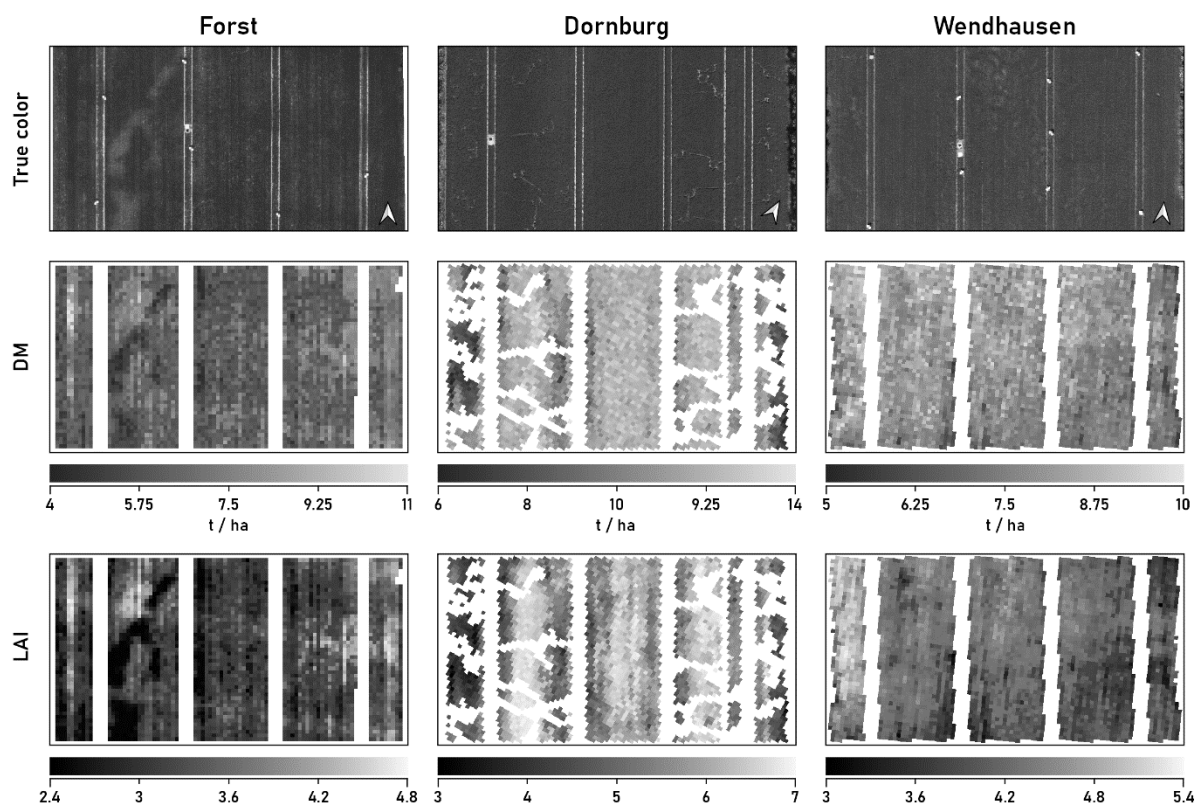 Forst Dornburg Wendhausen
True color
DM
4 5.75 7.5 9.25 11
t / ha
6 8 10 9.25 14
t / ha
5 6.25 7.5 8.75 10
t / ha
LAI
2.4 3 3.6 4.2 4.8
3 4 5 6 7
3 3.6 4.2 4.8 5.4